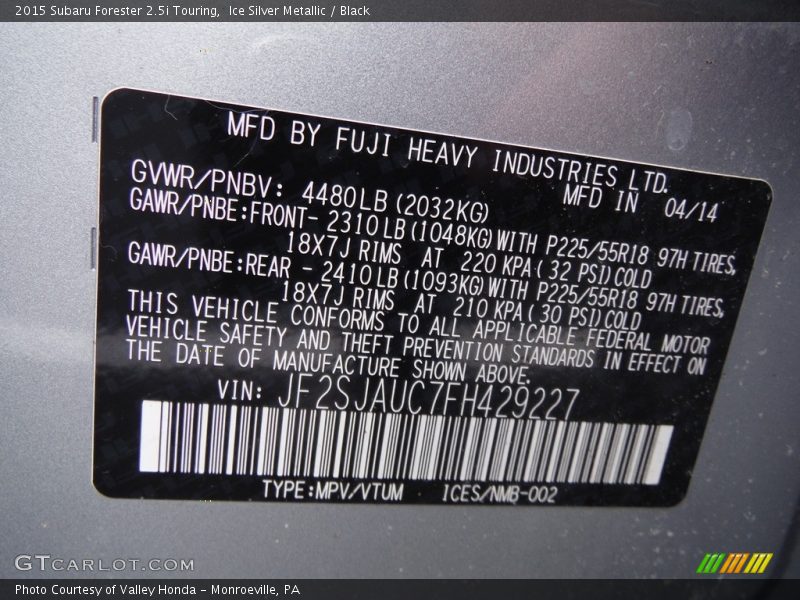 2015 Subaru Forester 2.5i Touring,  Ice Silver Metallic / Black
MFD BY FUJI HEAVY INDUSTRIES LTD.
MFD IN 04/14
GVWR/PNBV: 4480LB(2032KG)
GAWR/PNBE:FRONT- 2310LB(1048KG)WITH P225/55R18 97H TIRES,
18X7J RIMS AT 220 KPA(32 PSI)COLD
GAWR/PNBE:REAR - 2410LB(1093KG)WITH P225/55R18 97H TIRES,
18X7J RIMS AT 210 KPA(30 PSI)COLD
THIS VEHICLE CONFORMS TO ALL APPLICABLE FEDERAL MOTOR
VEHICLE SAFETY AND THEFT PREVENTION STANDARDS IN EFFECT ON
THE DATE OF MANUFACTURE SHOWN ABOVE.
VIN: JF2SJAUC7FH429227
TYPE:MPV/VTUM ICES/NMB-002
GTCARLOT.COM
Photo Courtesy of Valley Honda - Monroeville, PA